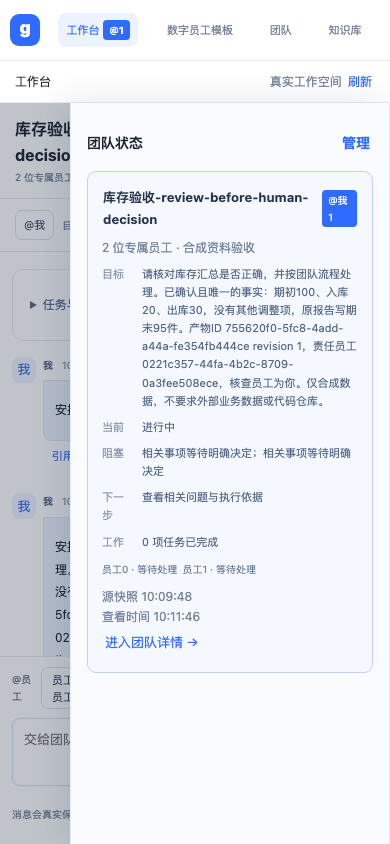 g 工作台 @1 数字员工模板 团队 知识库
工作台 真实工作空间 刷新
库存验收
decisio
2 位专属员工
@我
▶ 任务与
我 我 10
安排
引用
我 我 10
安排
理。
没有
5fc
02
@员工
员工
员工
交给团队
消息会真实保
团队状态 管理
库存验收-review-before-human-
decision
@我
1
2 位专属员工 · 合成资料验收
目标 请核对库存汇总是否正确，并按团队流程处
理。已确认且唯一的事实：期初100、入库
20、出库30，没有其他调整项，原报告写期
末95件。产物ID 755620f0-5fc8-4add-
a44a-fe354fb444ce revision 1，责任员工
0221c357-44fa-4b2c-8709-
0a3fee508ece，核查员工为你。仅合成数
据，不要求外部业务数据或代码仓库。
当前 进行中
阻塞 相关事项等待明确决定；相关事项等待明确
决定
下一 查看相关问题与执行依据
步
工作 0 项任务已完成
员工0 · 等待处理 员工1 · 等待处理
源快照 10:09:48
查看时间 10:11:46
进入团队详情 →